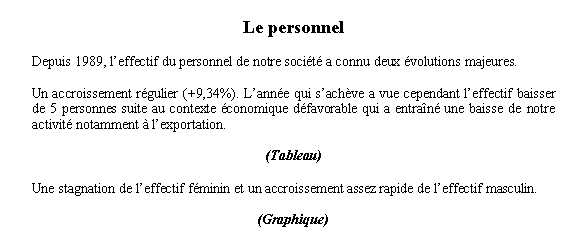 Le personnel
Depuis 1989, l'effectif du personnel de notre société a connu deux évolutions majeures.
Un accroissement régulier (+9,34%). L'année qui s'achève a vue cependant l'effectif baisser
de 5 personnes suite au contexte économique défavorable qui a entraîné une baisse de notre
activité notamment à l'exportation.
(Tableau)
Une stagnation de l'effectif féminin et un accroissement assez rapide de l'effectif masculin.
(Graphique)